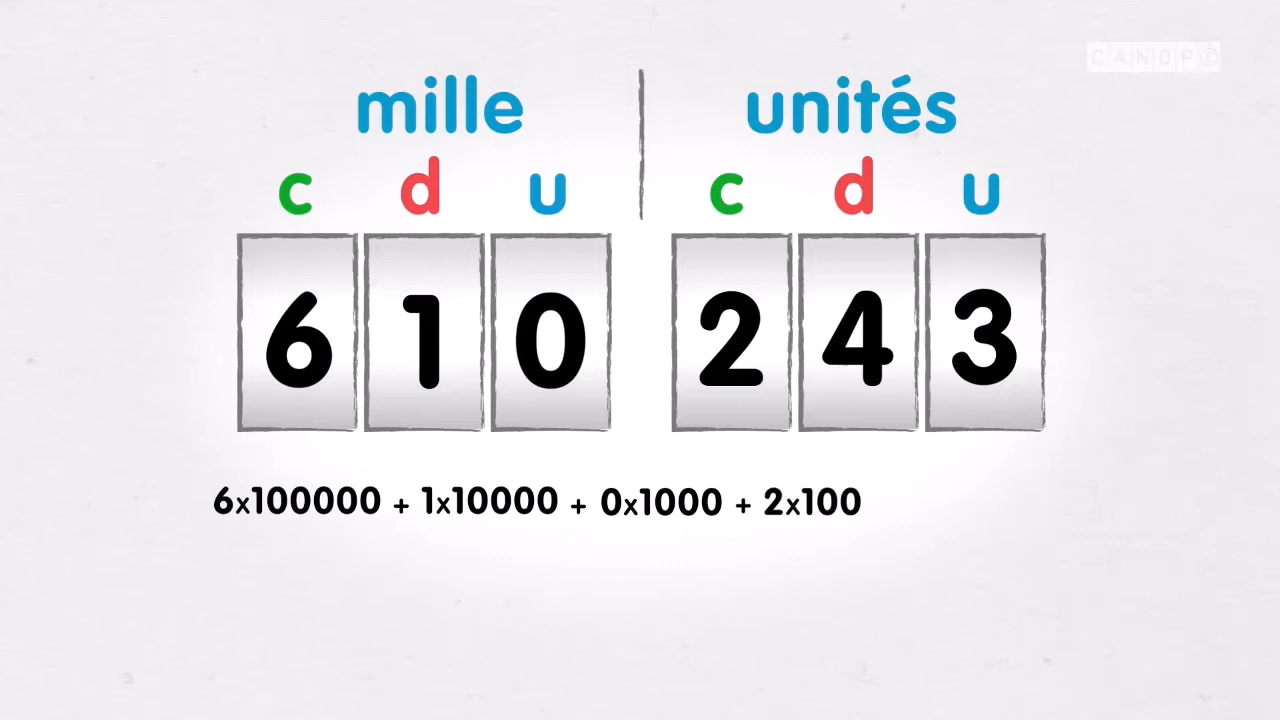 CANOPÉ
mille unités
c d u c d u
6 1 0 2 4 3
6x100000 + 1x10000 + 0x1000 + 2x100